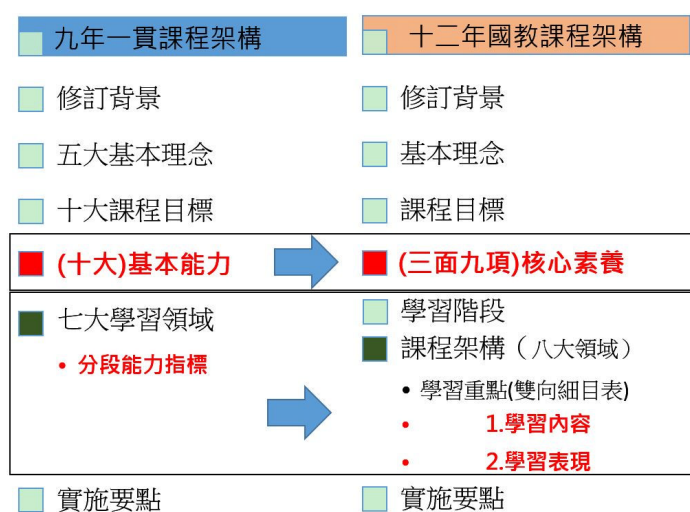 九年一貫課程架構
十二年國教課程架構
修訂背景
修訂背景
五大基本理念
基本理念
十大課程目標
課程目標
(十大)基本能力
(三面九項)核心素養
七大學習領域
• 分段能力指標
學習階段
課程架構（八大領域）
• 學習重點(雙向細目表)
• 1.學習內容
• 2.學習表現
實施要點
實施要點